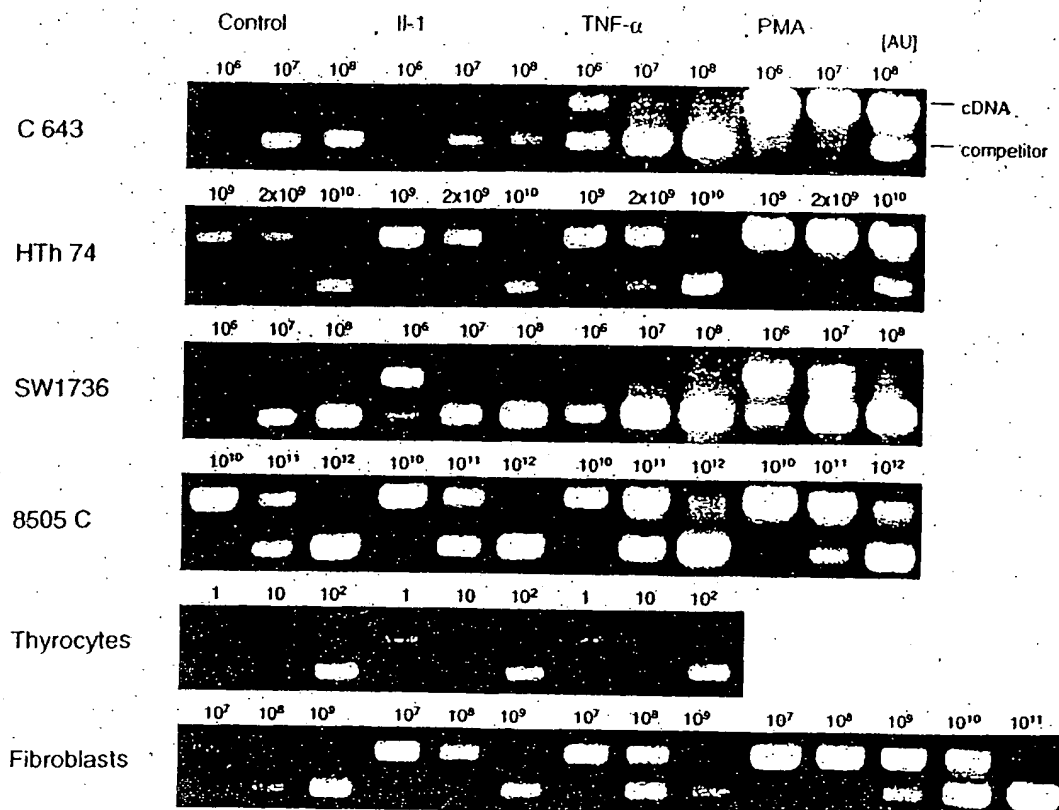 Control Il-1 TNF-α PMA [AU]
10⁶ 10⁷ 10⁸ 10⁶ 10⁷ 10⁸ 10⁶ 10⁷ 10⁸ 10⁶ 10⁷ 10⁸
C 643
cDNA
competitor
10⁹ 2x10⁹ 10¹⁰ 10⁹ 2x10⁹ 10¹⁰ 10⁹ 2x10⁹ 10¹⁰ 10⁹ 2x10⁹ 10¹⁰
HTh 74
10⁶ 10⁷ 10⁸ 10⁶ 10⁷ 10⁸ 10⁶ 10⁷ 10⁸ 10⁶ 10⁷ 10⁸
SW1736
10¹⁰ 10¹¹ 10¹² 10¹⁰ 10¹¹ 10¹² 10¹⁰ 10¹¹ 10¹² 10¹⁰ 10¹¹ 10¹²
8505 C
1 10 10² 1 10 10² 1 10 10²
Thyrocytes
10⁷ 10⁸ 10⁹ 10⁷ 10⁸ 10⁹ 10⁷ 10⁸ 10⁹ 10⁷ 10⁸ 10⁹ 10¹⁰ 10¹¹
Fibroblasts